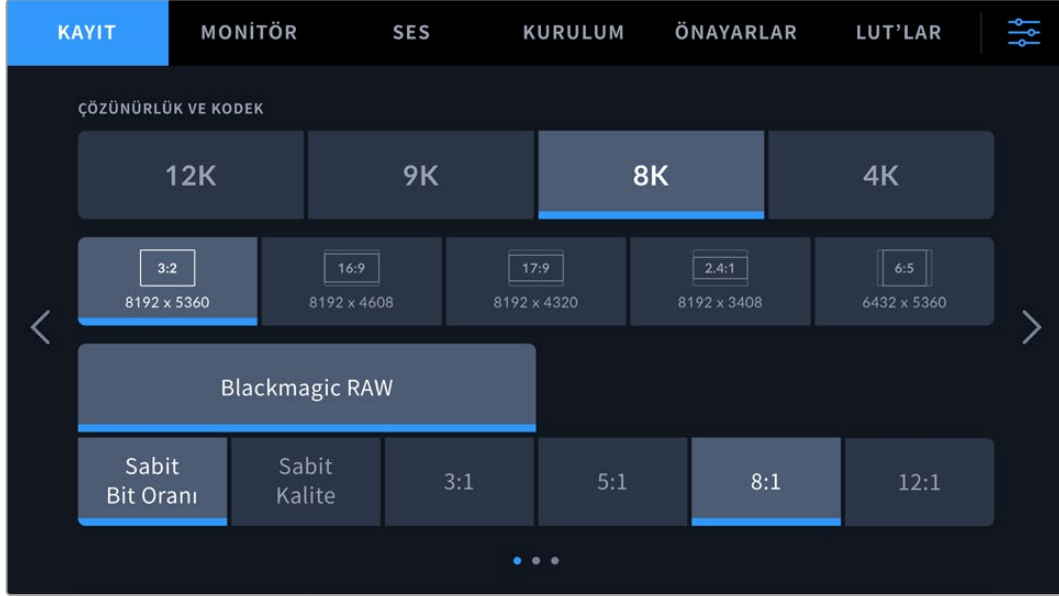 KAYIT MONİTÖR SES KURULUM ÖNAYARLAR LUT’LAR
ÇÖZÜNÜRLÜK VE KODEK
12K 9K 8K 4K
3:2 16:9 17:9 2.4:1 6:5
8192 x 5360 8192 x 4608 8192 x 4320 8192 x 3408 6432 x 5360
Blackmagic RAW
Sabit Bit Oranı Sabit Kalite 3:1 5:1 8:1 12:1